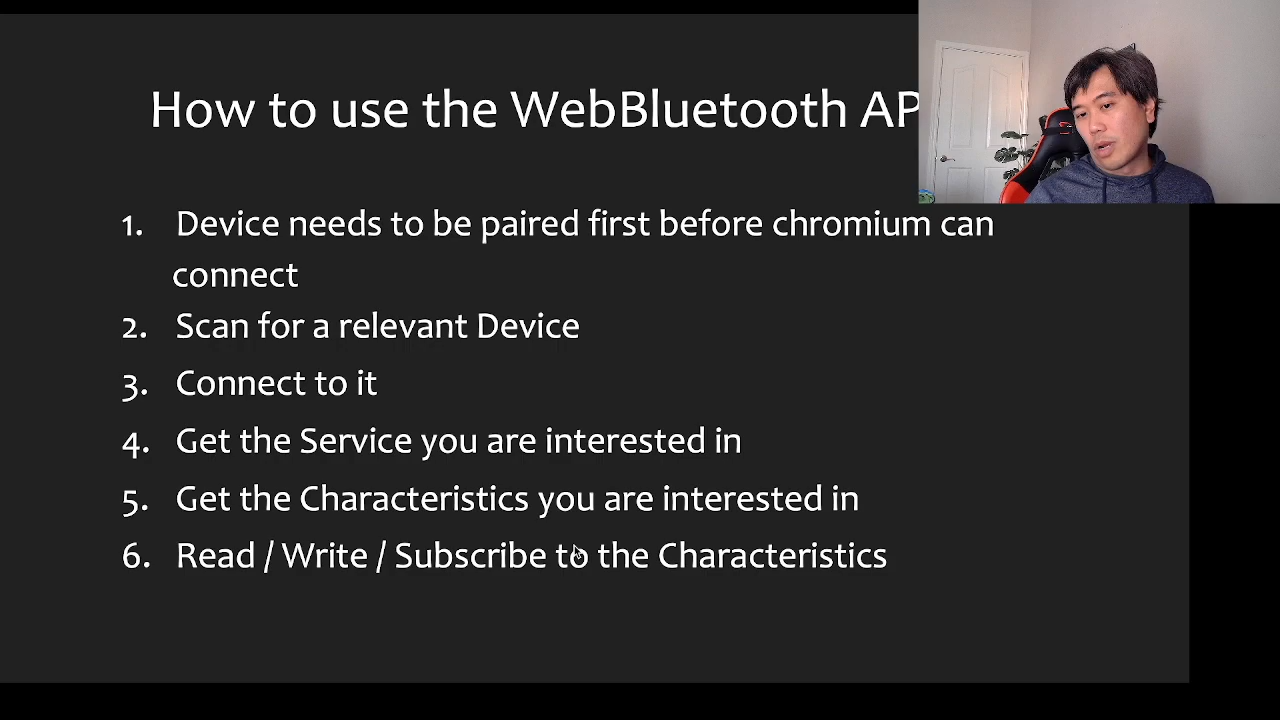 How to use the WebBluetooth AP
1. Device needs to be paired first before chromium can
connect
2. Scan for a relevant Device
3. Connect to it
4. Get the Service you are interested in
5. Get the Characteristics you are interested in
6. Read / Write / Subscribe to the Characteristics